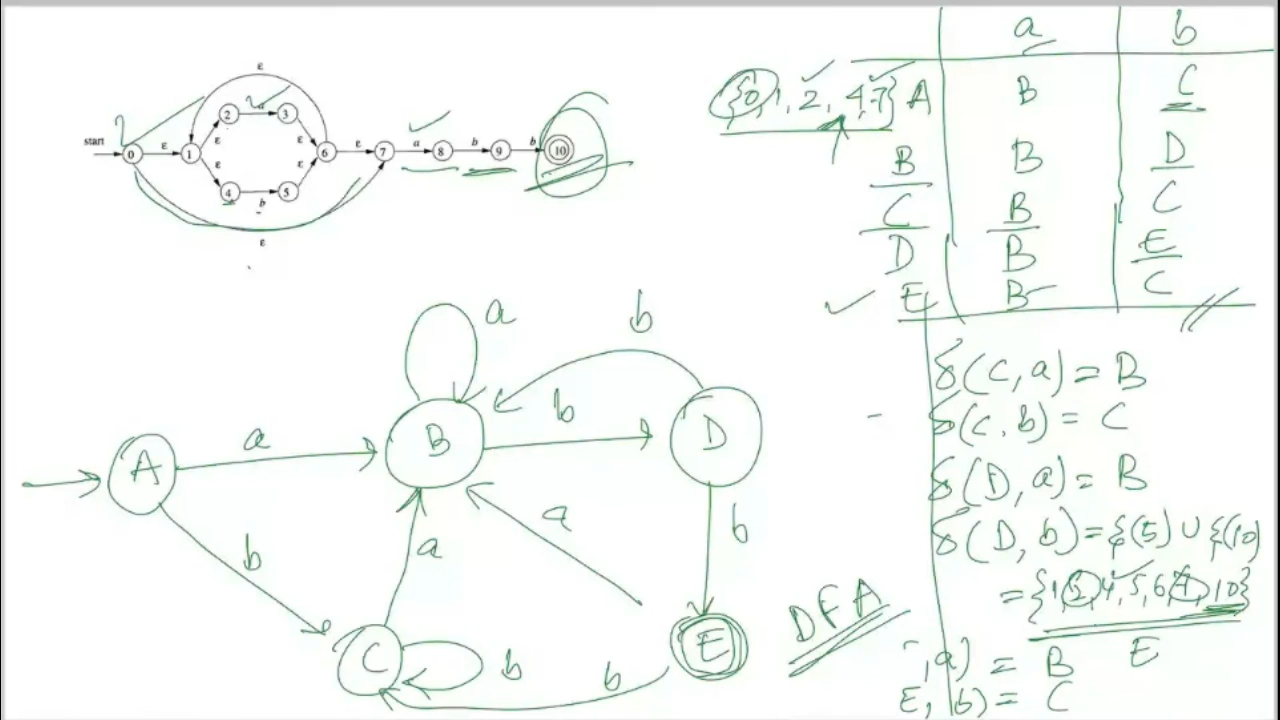 a b
{0,1,2,4,7} A B C
B B D
C B C
D B E
E B C
ε
2 a 3
start 0 ε 1 ε ε 6 ε 7 a 8 b 9 b 10
ε ε
4 b 5
ε
δ(C,a) = B
δ(C,b) = C
δ(D,a) = B
δ(D,b) = ε(5) ∪ ε(10)
= {1,2,4,5,6,7,10}
E
,a) = B
E, b) = C
a
b
A a B b D
b a a b
DFA
C b b E